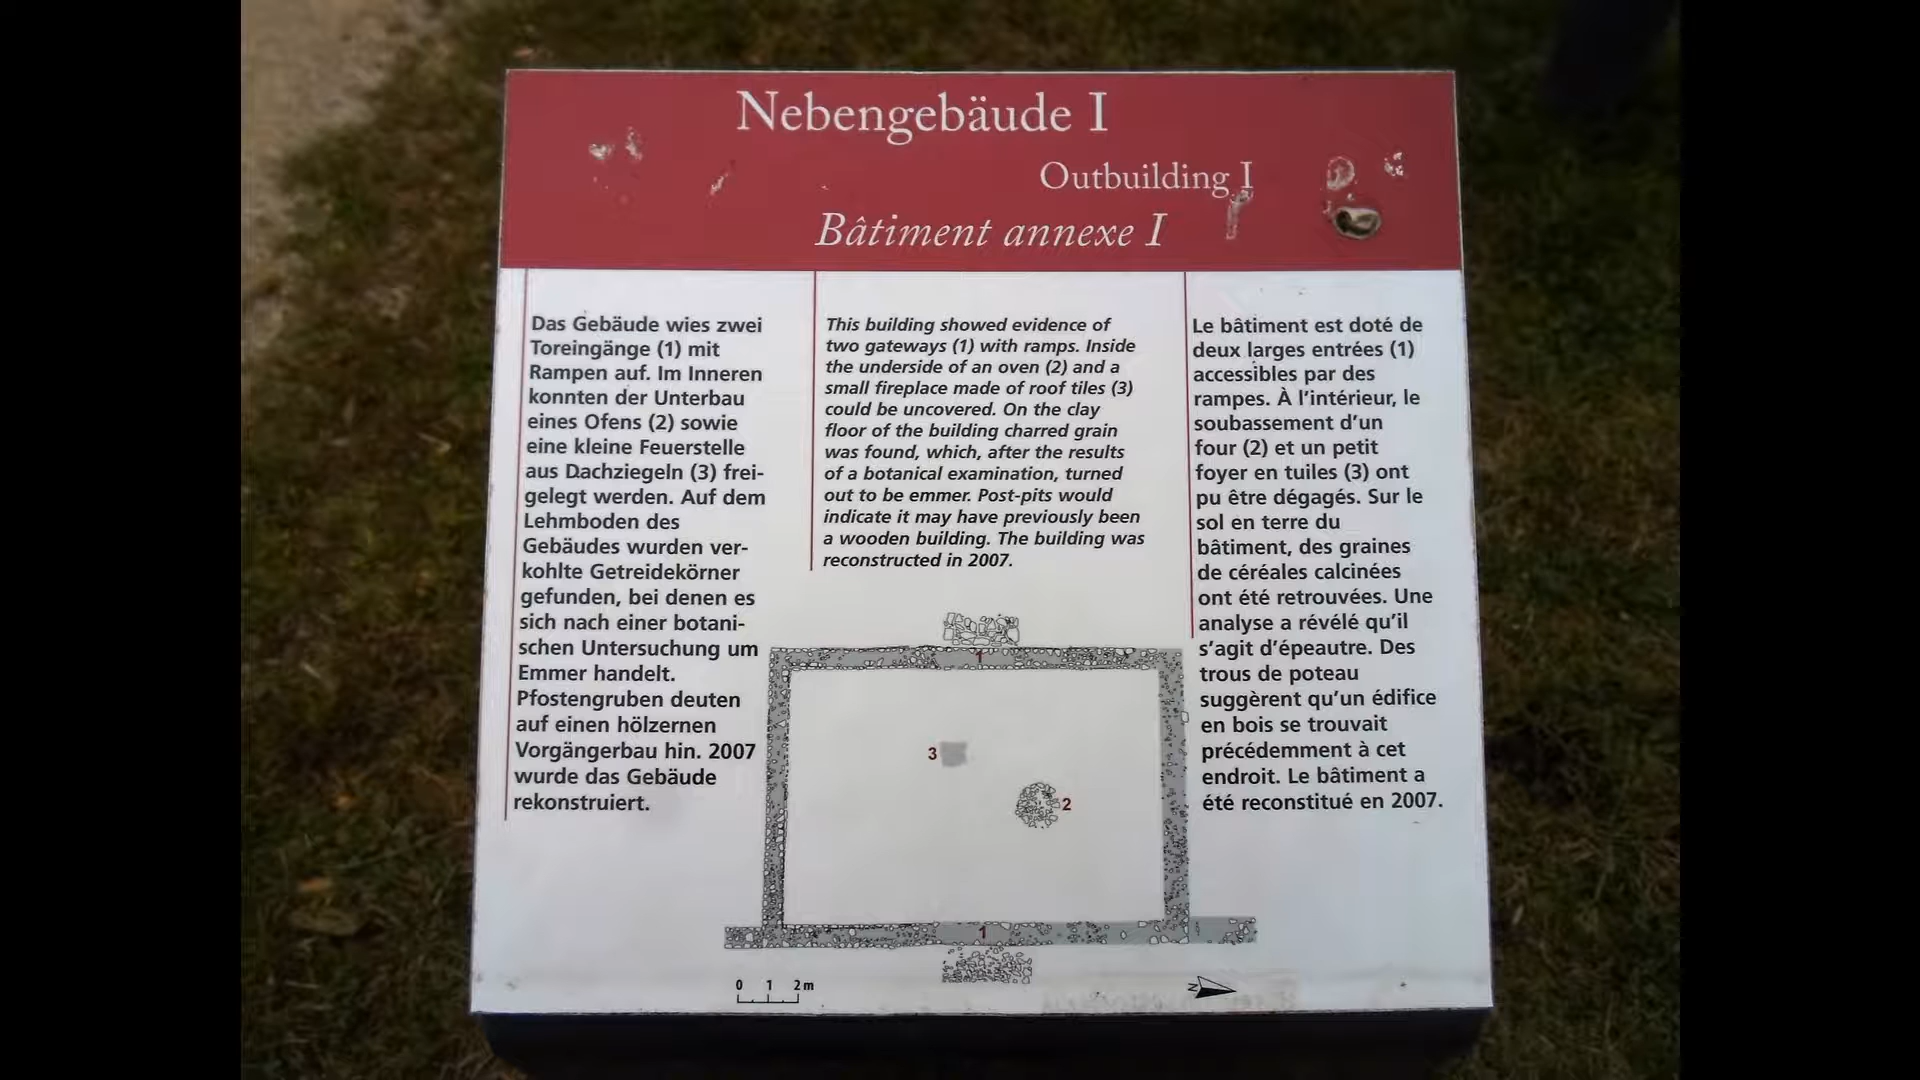 Nebengebäude I
Outbuilding I
Bâtiment annexe I
Das Gebäude wies zwei
Toreingänge (1) mit
Rampen auf. Im Inneren
konnten der Unterbau
eines Ofens (2) sowie
eine kleine Feuerstelle
aus Dachziegeln (3) frei-
gelegt werden. Auf dem
Lehmboden des
Gebäudes wurden ver-
kohlte Getreidekörner
gefunden, bei denen es
sich nach einer botani-
schen Untersuchung um
Emmer handelt.
Pfostengruben deuten
auf einen hölzernen
Vorgängerbau hin. 2007
wurde das Gebäude
rekonstruiert.
This building showed evidence of
two gateways (1) with ramps. Inside
the underside of an oven (2) and a
small fireplace made of roof tiles (3)
could be uncovered. On the clay
floor of the building charred grain
was found, which, after the results
of a botanical examination, turned
out to be emmer. Post-pits would
indicate it may have previously been
a wooden building. The building was
reconstructed in 2007.
Le bâtiment est doté de
deux larges entrées (1)
accessibles par des
rampes. À l'intérieur, le
soubassement d'un
four (2) et un petit
foyer en tuiles (3) ont
pu être dégagés. Sur le
sol en terre du
bâtiment, des graines
de céréales calcinées
ont été retrouvées. Une
analyse a révélé qu'il
s'agit d'épeautre. Des
trous de poteau
suggèrent qu'un édifice
en bois se trouvait
précédemment à cet
endroit. Le bâtiment a
été reconstitué en 2007.
1
3
2
1
0 1 2 m
N